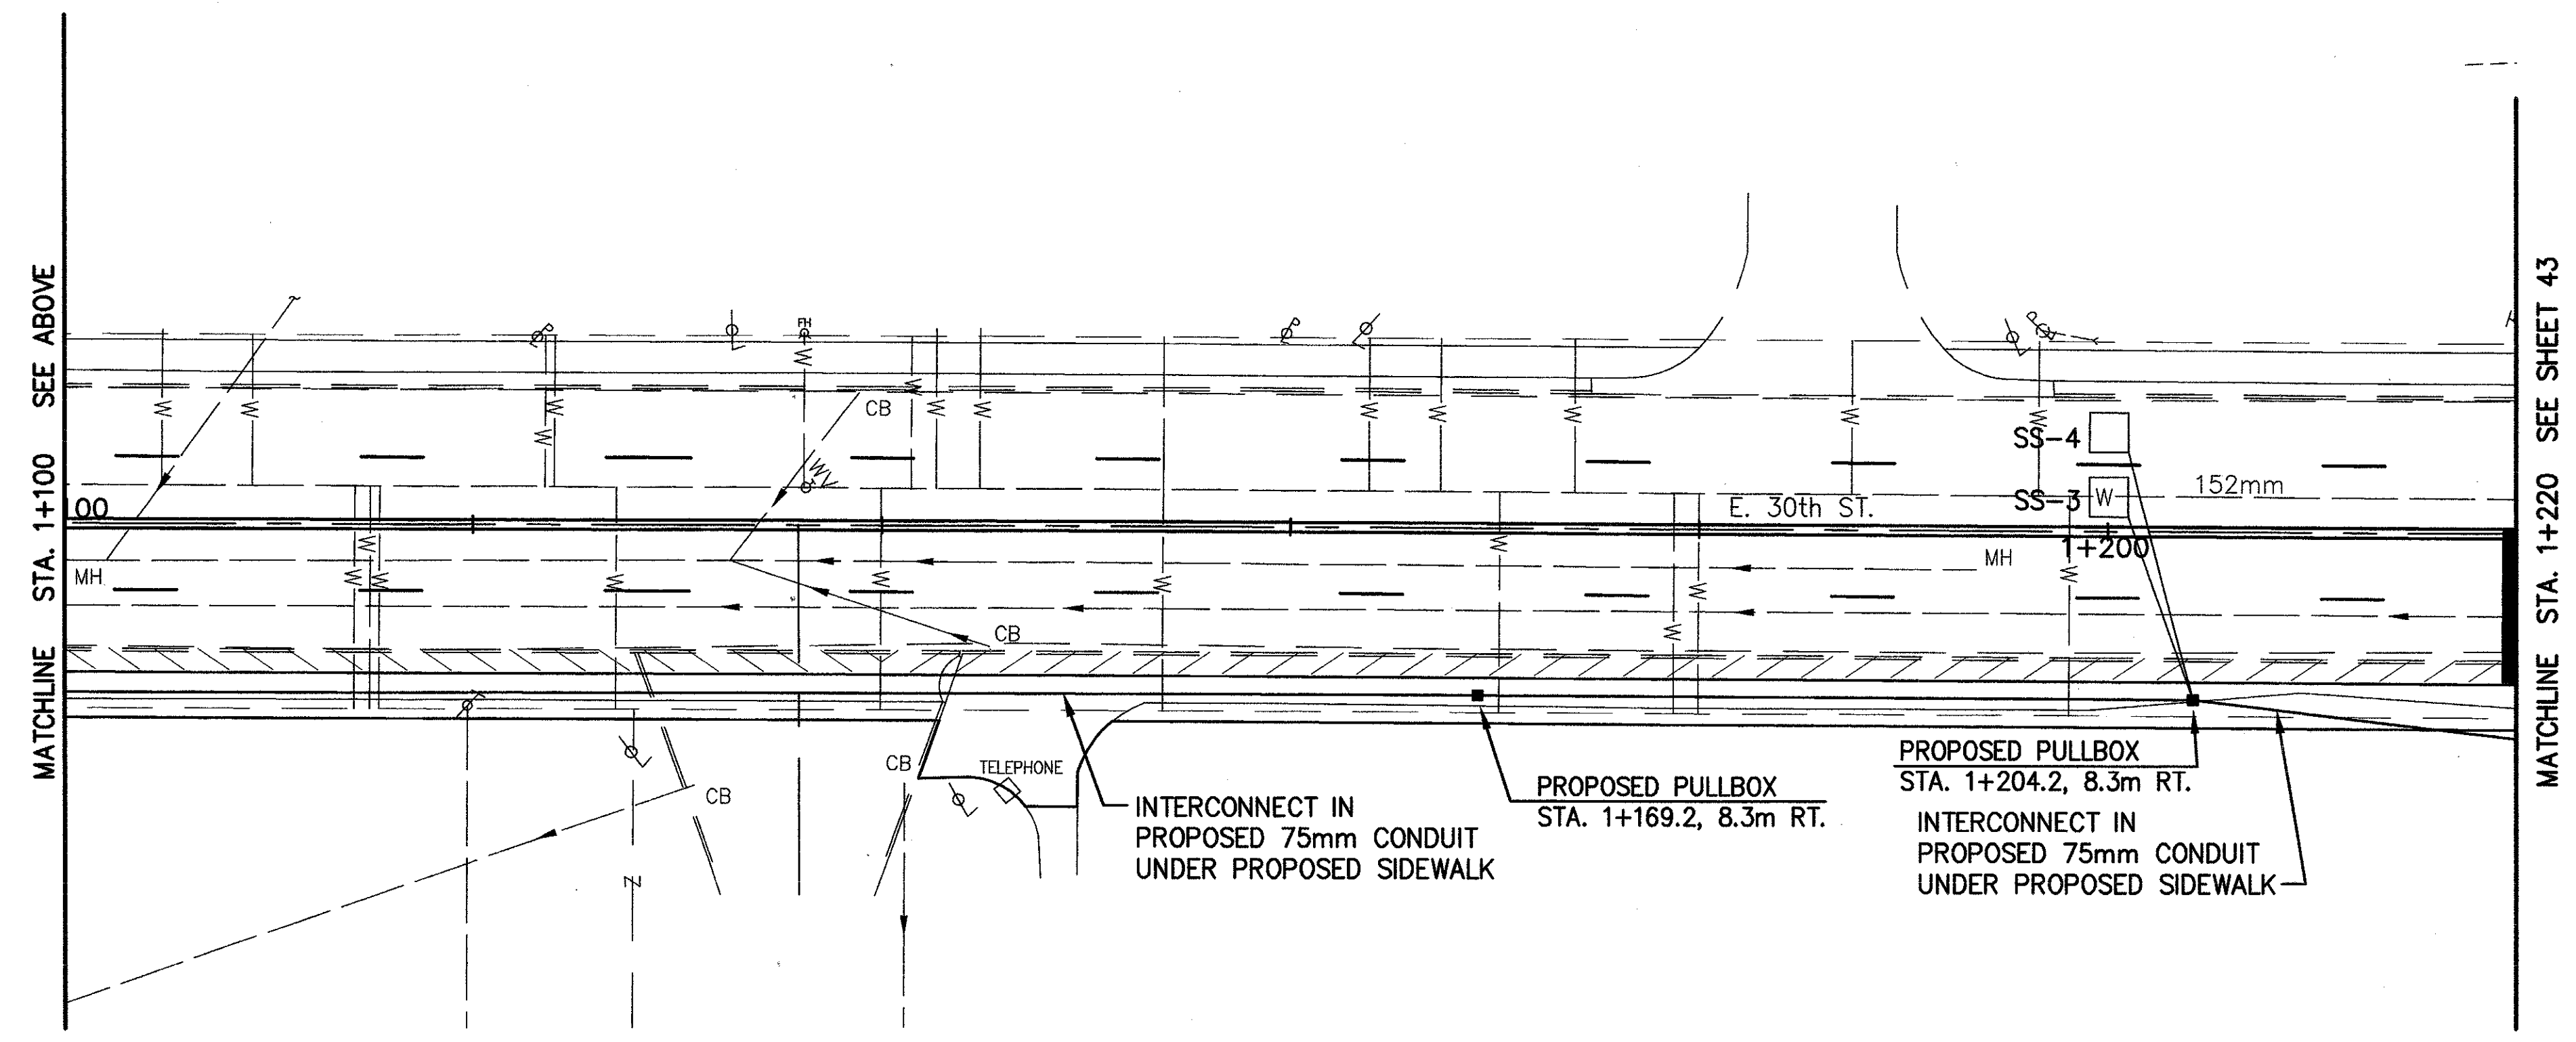 MATCHLINE STA. 1+100 SEE ABOVE
MATCHLINE STA. 1+220 SEE SHEET 43
FH
CB
W
W
W
W
W
W
W
W
W
W
W
W
W
W
WV
SS-4
SS-3 W
152mm
100
E. 30th ST.
1+200
MH
MH
W
W
W
W
W
W
W
W
W
W
CB
CB
TELEPHONE
CB
PROPOSED PULLBOX
STA. 1+204.2, 8.3m RT.
PROPOSED PULLBOX
STA. 1+169.2, 8.3m RT.
INTERCONNECT IN
PROPOSED 75mm CONDUIT
UNDER PROPOSED SIDEWALK
INTERCONNECT IN
PROPOSED 75mm CONDUIT
UNDER PROPOSED SIDEWALK